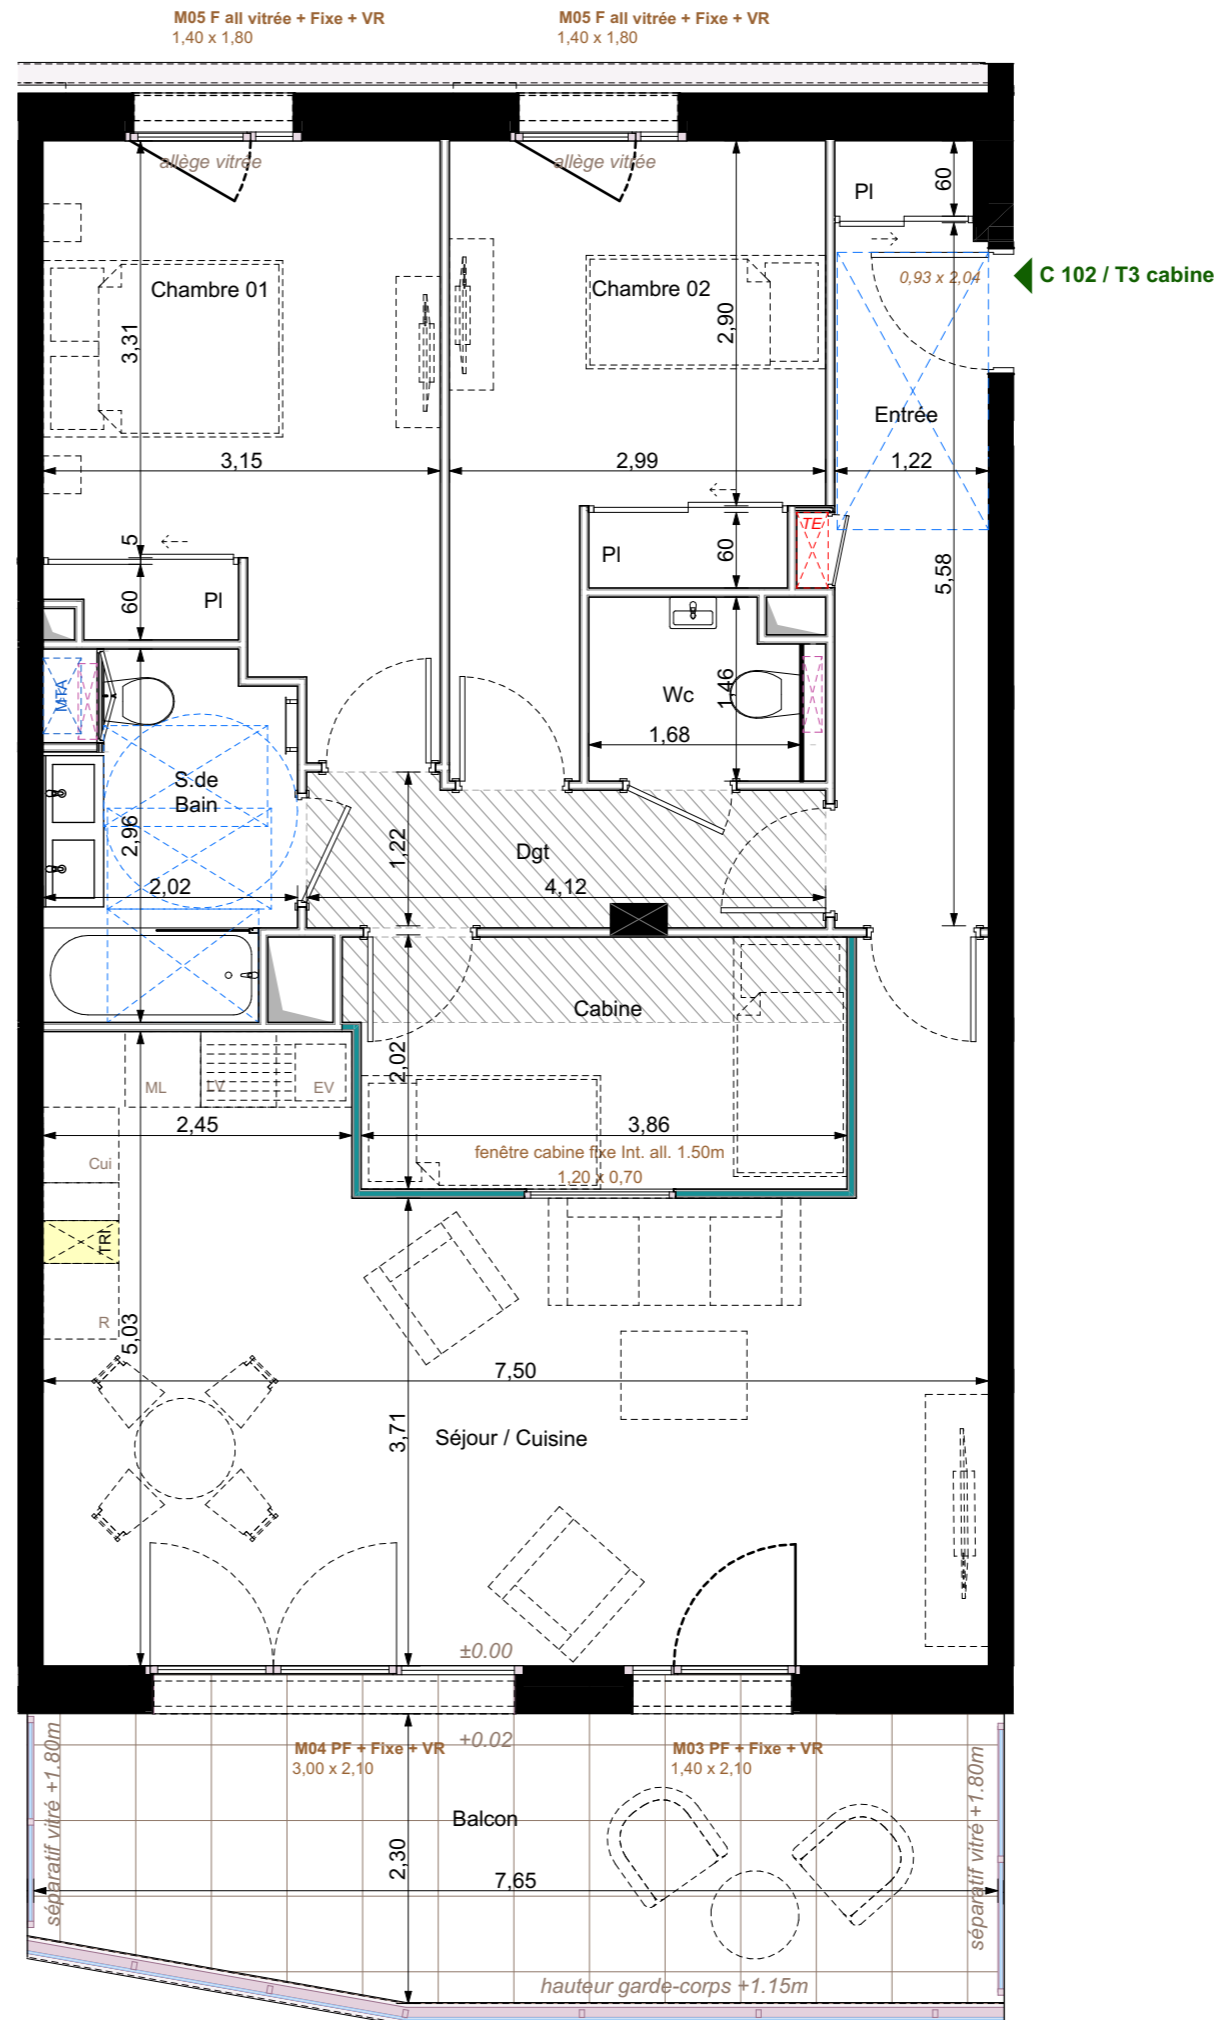 M05 F all vitrée + Fixe + VR
1,40 x 1,80
M05 F all vitrée + Fixe + VR
1,40 x 1,80
allège vitrée
allège vitrée
Pl
60
0,93 x 2,04
C 102 / T3 cabine
Chambre 01
Chambre 02
3,31
2,90
Entrée
3,15
2,99
1,22
TE
5
60
Pl
Pl
60
5,58
MTA
Wc
1,46
1,68
S.de
Bain
2,96
2,02
1,22
Dgt
4,12
Cabine
2,02
ML
LV
EV
2,45
3,86
fenêtre cabine fixe Int. all. 1.50m
1,20 x 0,70
Cui
TRI
R
5,03
7,50
3,71
Séjour / Cuisine
±0.00
+0.02
M04 PF + Fixe + VR
3,00 x 2,10
M03 PF + Fixe + VR
1,40 x 2,10
séparatif vitré +1.80m
séparatif vitré +1.80m
Balcon
2,30
7,65
hauteur garde-corps +1.15m